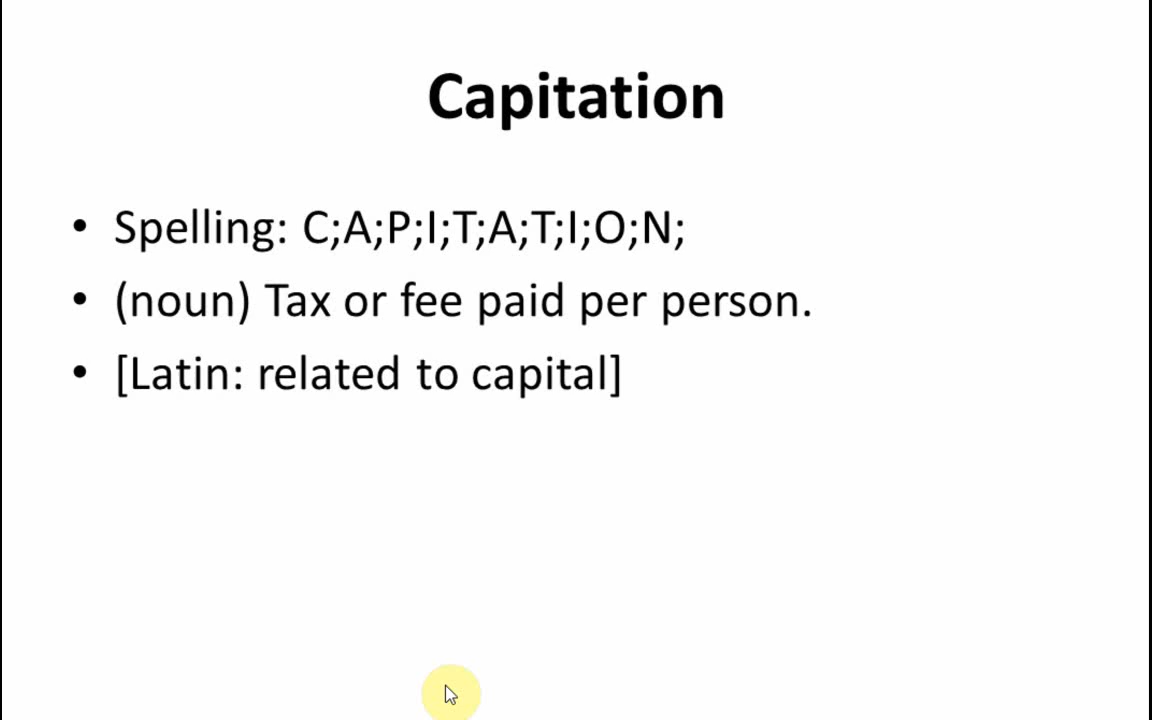 Capitation
• Spelling: C;A;P;I;T;A;T;I;O;N;
• (noun) Tax or fee paid per person.
• [Latin: related to capital]